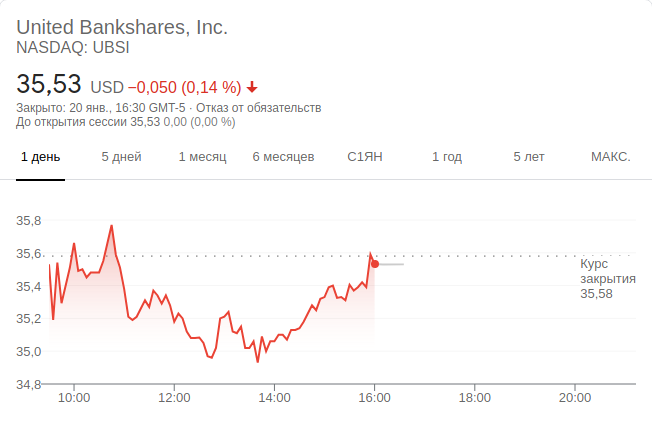 United Bankshares, Inc.
NASDAQ: UBSI
35,53 USD −0,050 (0,14 %)
Закрыто: 20 янв., 16:30 GMT-5 · Отказ от обязательств
До открытия сессии 35,53 0,00 (0,00 %)
1 день 5 дней 1 месяц 6 месяцев С1ЯН 1 год 5 лет МАКС.
35,8
35,6
35,4
35,2
35,0
34,8
Курс
закрытия
35,58
10:00 12:00 14:00 16:00 18:00 20:00